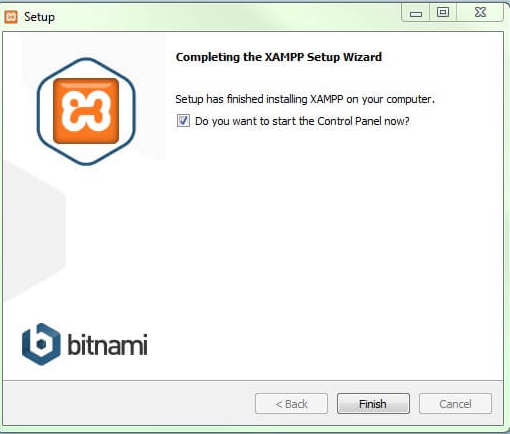 Setup
Completing the XAMPP Setup Wizard
Setup has finished installing XAMPP on your computer.
Do you want to start the Control Panel now?
bitnami
< Back
Finish
Cancel